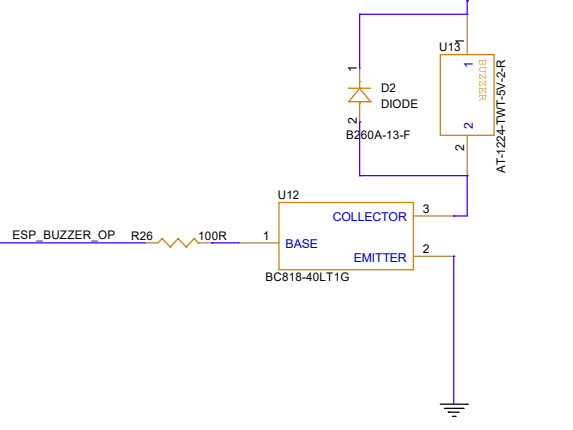 U13
1
1
BUZZER
2
2
AT-1224-TWT-5V-2-R
1
D2
DIODE
2
B260A-13-F
U12
COLLECTOR
3
ESP_BUZZER_OP
R26
100R
1
BASE
EMITTER
2
BC818-40LT1G